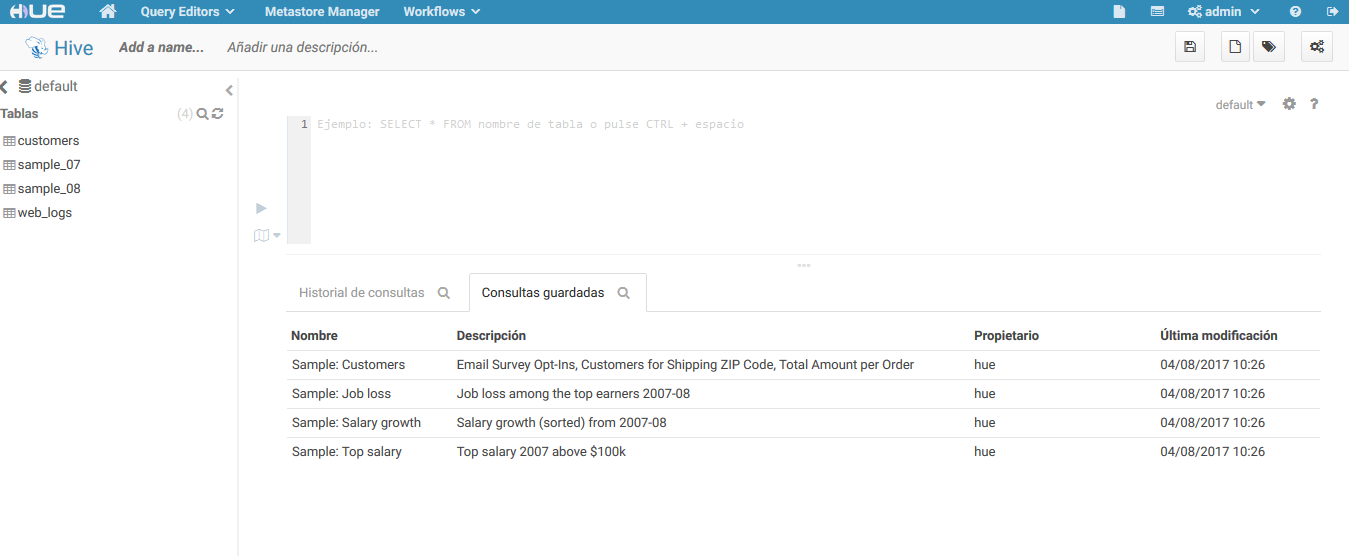 HUE Query Editors Metastore Manager Workflows admin
Hive Add a name... Añadir una descripción...
default
Tablas (4)
customers
sample_07
sample_08
web_logs
default ?
1 Ejemplo: SELECT * FROM nombre de tabla o pulse CTRL + espacio
Historial de consultas Consultas guardadas
Nombre Descripción Propietario Última modificación
Sample: Customers Email Survey Opt-Ins, Customers for Shipping ZIP Code, Total Amount per Order hue 04/08/2017 10:26
Sample: Job loss Job loss among the top earners 2007-08 hue 04/08/2017 10:26
Sample: Salary growth Salary growth (sorted) from 2007-08 hue 04/08/2017 10:26
Sample: Top salary Top salary 2007 above $100k hue 04/08/2017 10:26